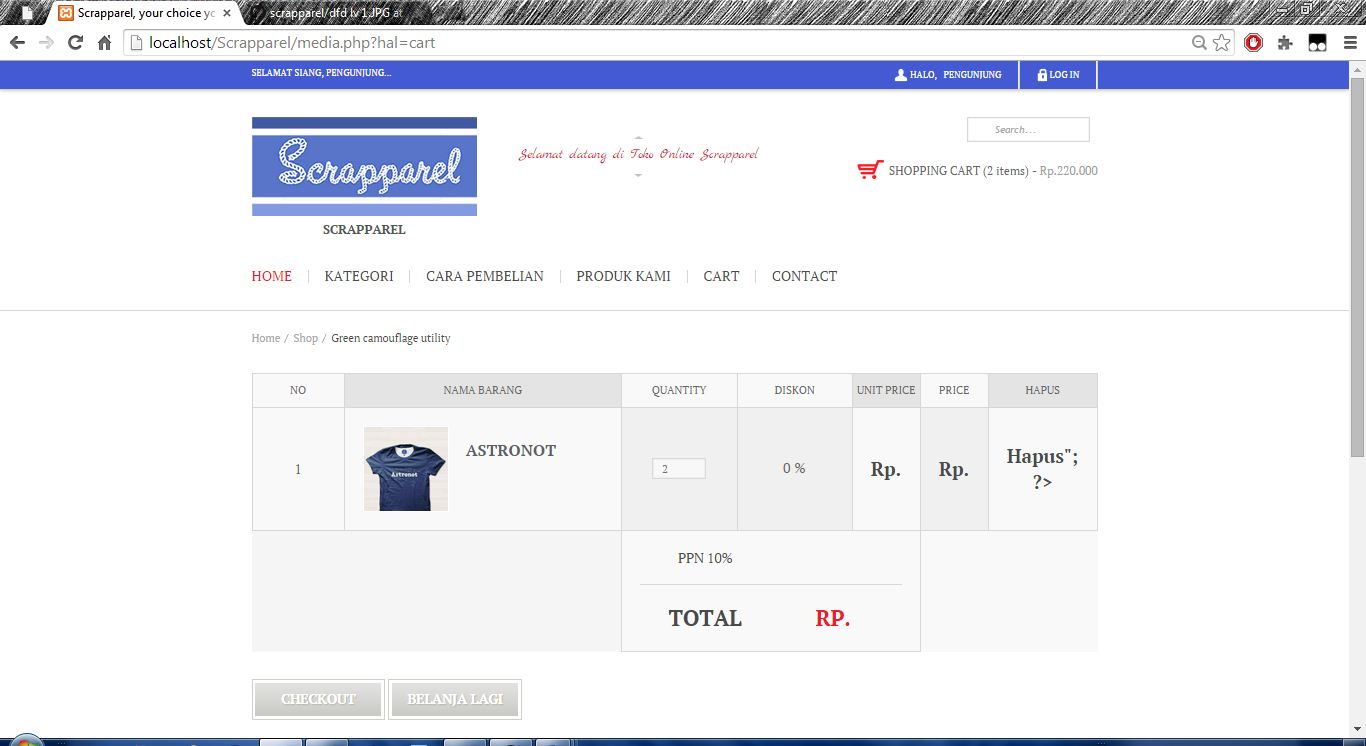 Scrapparel, your choice yo
scrapparel/dfd lv 1.JPG at
localhost/Scrapparel/media.php?hal=cart
SELAMAT SIANG, PENGUNJUNG...
HALO, PENGUNJUNG
LOG IN
Scrapparel
SCRAPPAREL
Selamat datang di Toko Online Scrapparel
Search...
SHOPPING CART (2 items) - Rp.220.000
HOME
KATEGORI
CARA PEMBELIAN
PRODUK KAMI
CART
CONTACT
Home / Shop / Green camouflage utility
NO
NAMA BARANG
QUANTITY
DISKON
UNIT PRICE
PRICE
HAPUS
1
Astronot
ASTRONOT
2
0 %
Rp.
Rp.
Hapus";
?>
PPN 10%
TOTAL
RP.
CHECKOUT
BELANJA LAGI